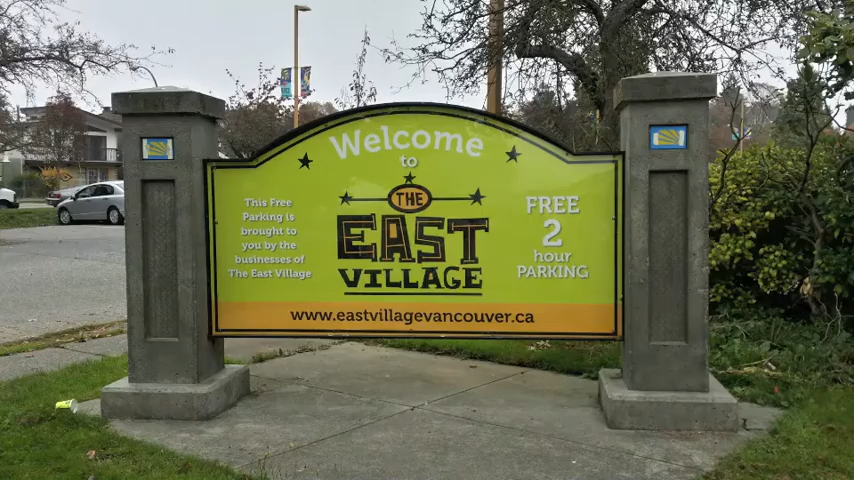 Welcome
to
THE
EAST
VILLAGE
This Free
Parking is
brought to
you by the
businesses of
The East Village
FREE
2
hour
PARKING
www.eastvillagevancouver.ca